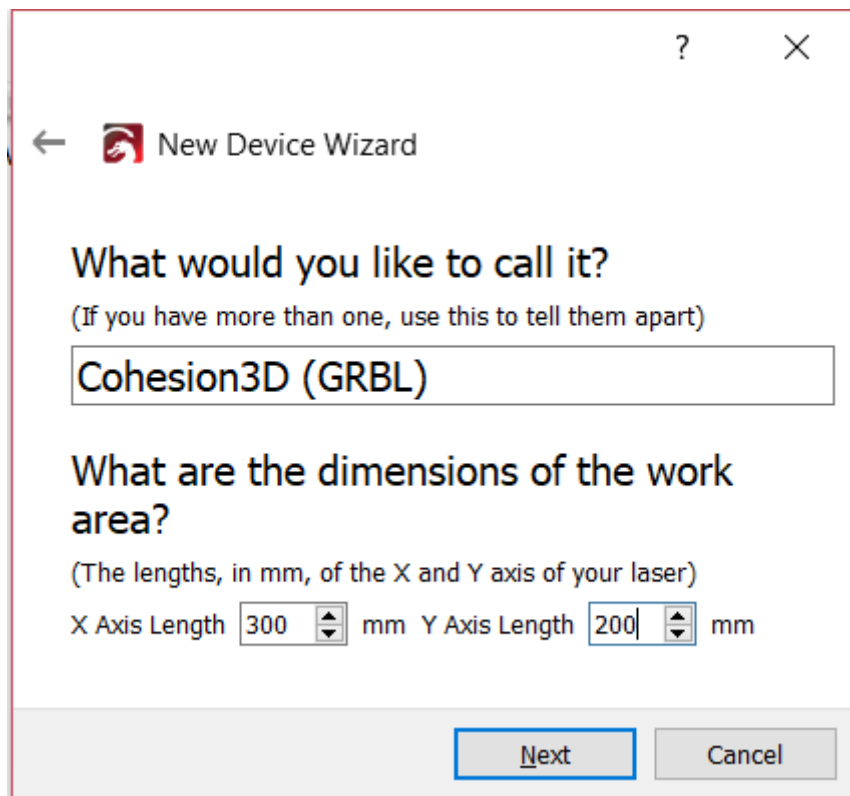 ?
New Device Wizard
What would you like to call it?
(If you have more than one, use this to tell them apart)
Cohesion3D (GRBL)
What are the dimensions of the work
area?
(The lengths, in mm, of the X and Y axis of your laser)
X Axis Length 300 mm Y Axis Length 200 mm
Next Cancel